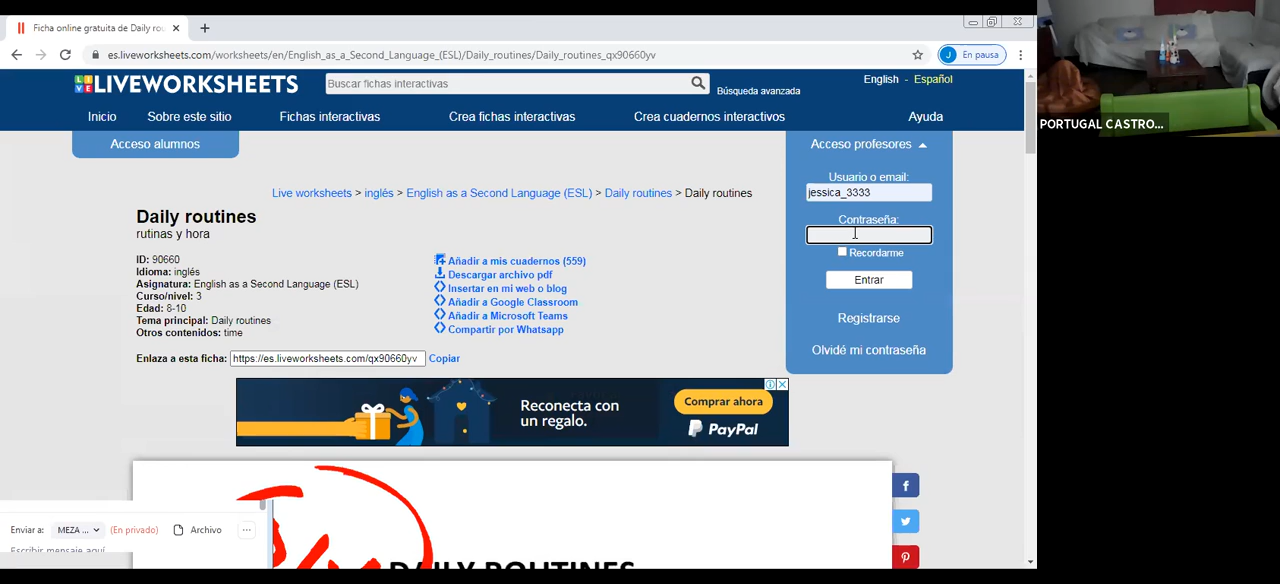 Ficha online gratuita de Daily rou
es.liveworksheets.com/worksheets/en/English_as_a_Second_Language_(ESL)/Daily_routines/Daily_routines_qx90660yv
J En pausa
LIVEWORKSHEETS
Buscar fichas interactivas
Búsqueda avanzada
English - Español
Inicio Sobre este sitio Fichas interactivas Crea fichas interactivas Crea cuadernos interactivos Ayuda
PORTUGAL CASTRO...
Acceso alumnos
Acceso profesores
Usuario o email:
jessica_3333
Contraseña:
Recordarme
Entrar
Registrarse
Olvidé mi contraseña
Live worksheets > inglés > English as a Second Language (ESL) > Daily routines > Daily routines
Daily routines
rutinas y hora
ID: 90660
Idioma: inglés
Asignatura: English as a Second Language (ESL)
Curso/nivel: 3
Edad: 8-10
Tema principal: Daily routines
Otros contenidos: time
Añadir a mis cuadernos (559)
Descargar archivo pdf
Insertar en mi web o blog
Añadir a Google Classroom
Añadir a Microsoft Teams
Compartir por Whatsapp
Enlaza a esta ficha: https://es.liveworksheets.com/qx90660yv Copiar
Reconecta con
un regalo.
Comprar ahora
PayPal
DAILY ROUTINES
Enviar a: MEZA ... (En privado) Archivo ...
Escribir mensaje aquí